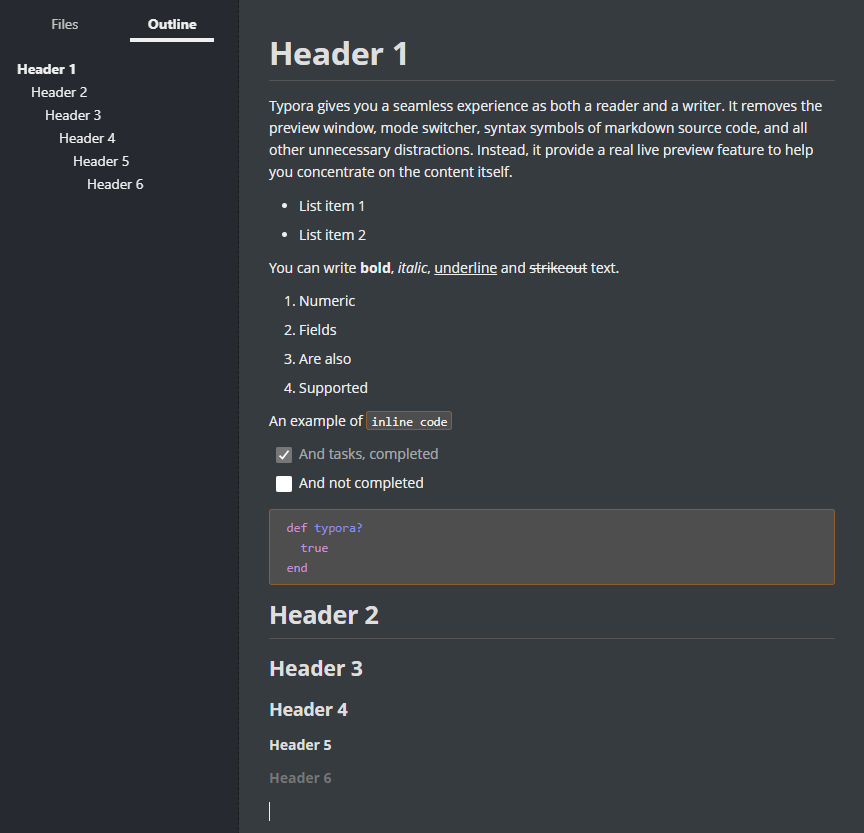 Files
Outline
Header 1
Header 2
Header 3
Header 4
Header 5
Header 6
Header 1
Typora gives you a seamless experience as both a reader and a writer. It removes the
preview window, mode switcher, syntax symbols of markdown source code, and all
other unnecessary distractions. Instead, it provide a real live preview feature to help
you concentrate on the content itself.
• List item 1
• List item 2
You can write bold, italic, underline and strikeout text.
1. Numeric
2. Fields
3. Are also
4. Supported
An example of inline code
And tasks, completed
And not completed
def typora?
  true
end
Header 2
Header 3
Header 4
Header 5
Header 6